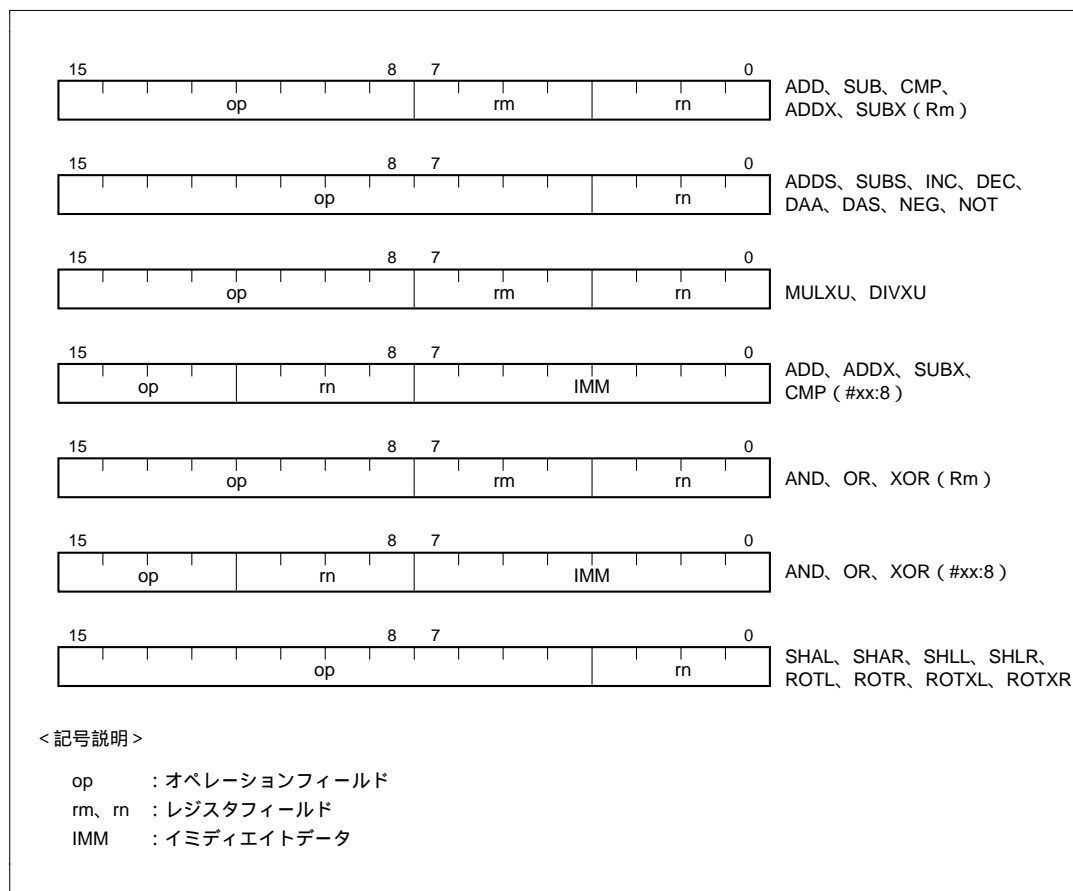 15 8 7 0
op rm rn
ADD、SUB、CMP、
ADDX、SUBX(Rm)
15 8 7 0
op rn
ADDS、SUBS、INC、DEC、
DAA、DAS、NEG、NOT
15 8 7 0
op rm rn
MULXU、DIVXU
15 8 7 0
op rn IMM
ADD、ADDX、SUBX、
CMP(#xx:8)
15 8 7 0
op rm rn
AND、OR、XOR(Rm)
15 8 7 0
op rn IMM
AND、OR、XOR(#xx:8)
15 8 7 0
op rn
SHAL、SHAR、SHLL、SHLR、
ROTL、ROTR、ROTXL、ROTXR
<記号説明>
op :オペレーションフィールド
rm、rn :レジスタフィールド
IMM :イミディエイトデータ